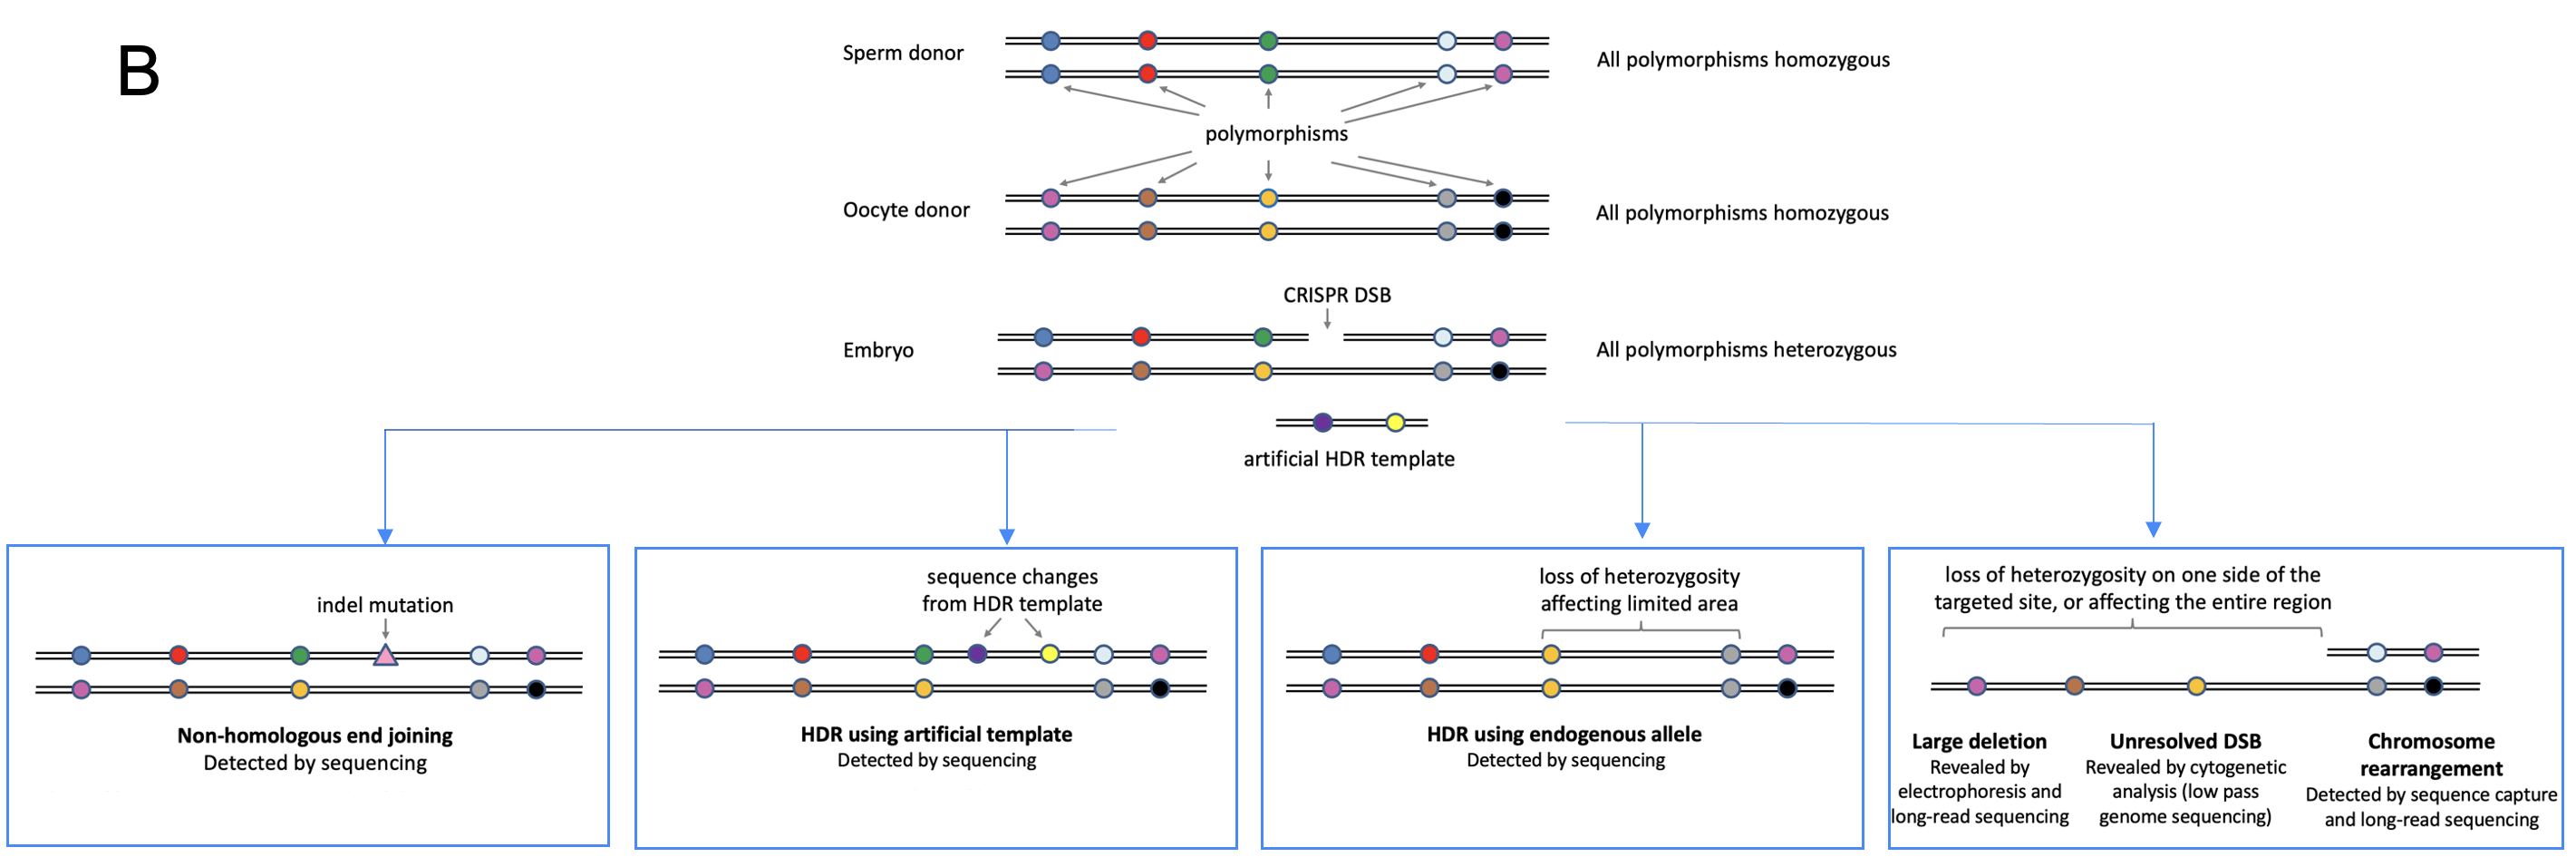 B
Sperm donor
All polymorphisms homozygous
polymorphisms
Oocyte donor
All polymorphisms homozygous
CRISPR DSB
Embryo
All polymorphisms heterozygous
artificial HDR template
indel mutation
Non-homologous end joining
Detected by sequencing
sequence changes
from HDR template
HDR using artificial template
Detected by sequencing
loss of heterozygosity
affecting limited area
HDR using endogenous allele
Detected by sequencing
loss of heterozygosity on one side of the
targeted site, or affecting the entire region
Large deletion
Revealed by
electrophoresis and
long-read sequencing
Unresolved DSB
Revealed by cytogenetic
analysis (low pass
genome sequencing)
Chromosome
rearrangement
Detected by sequence capture
and long-read sequencing